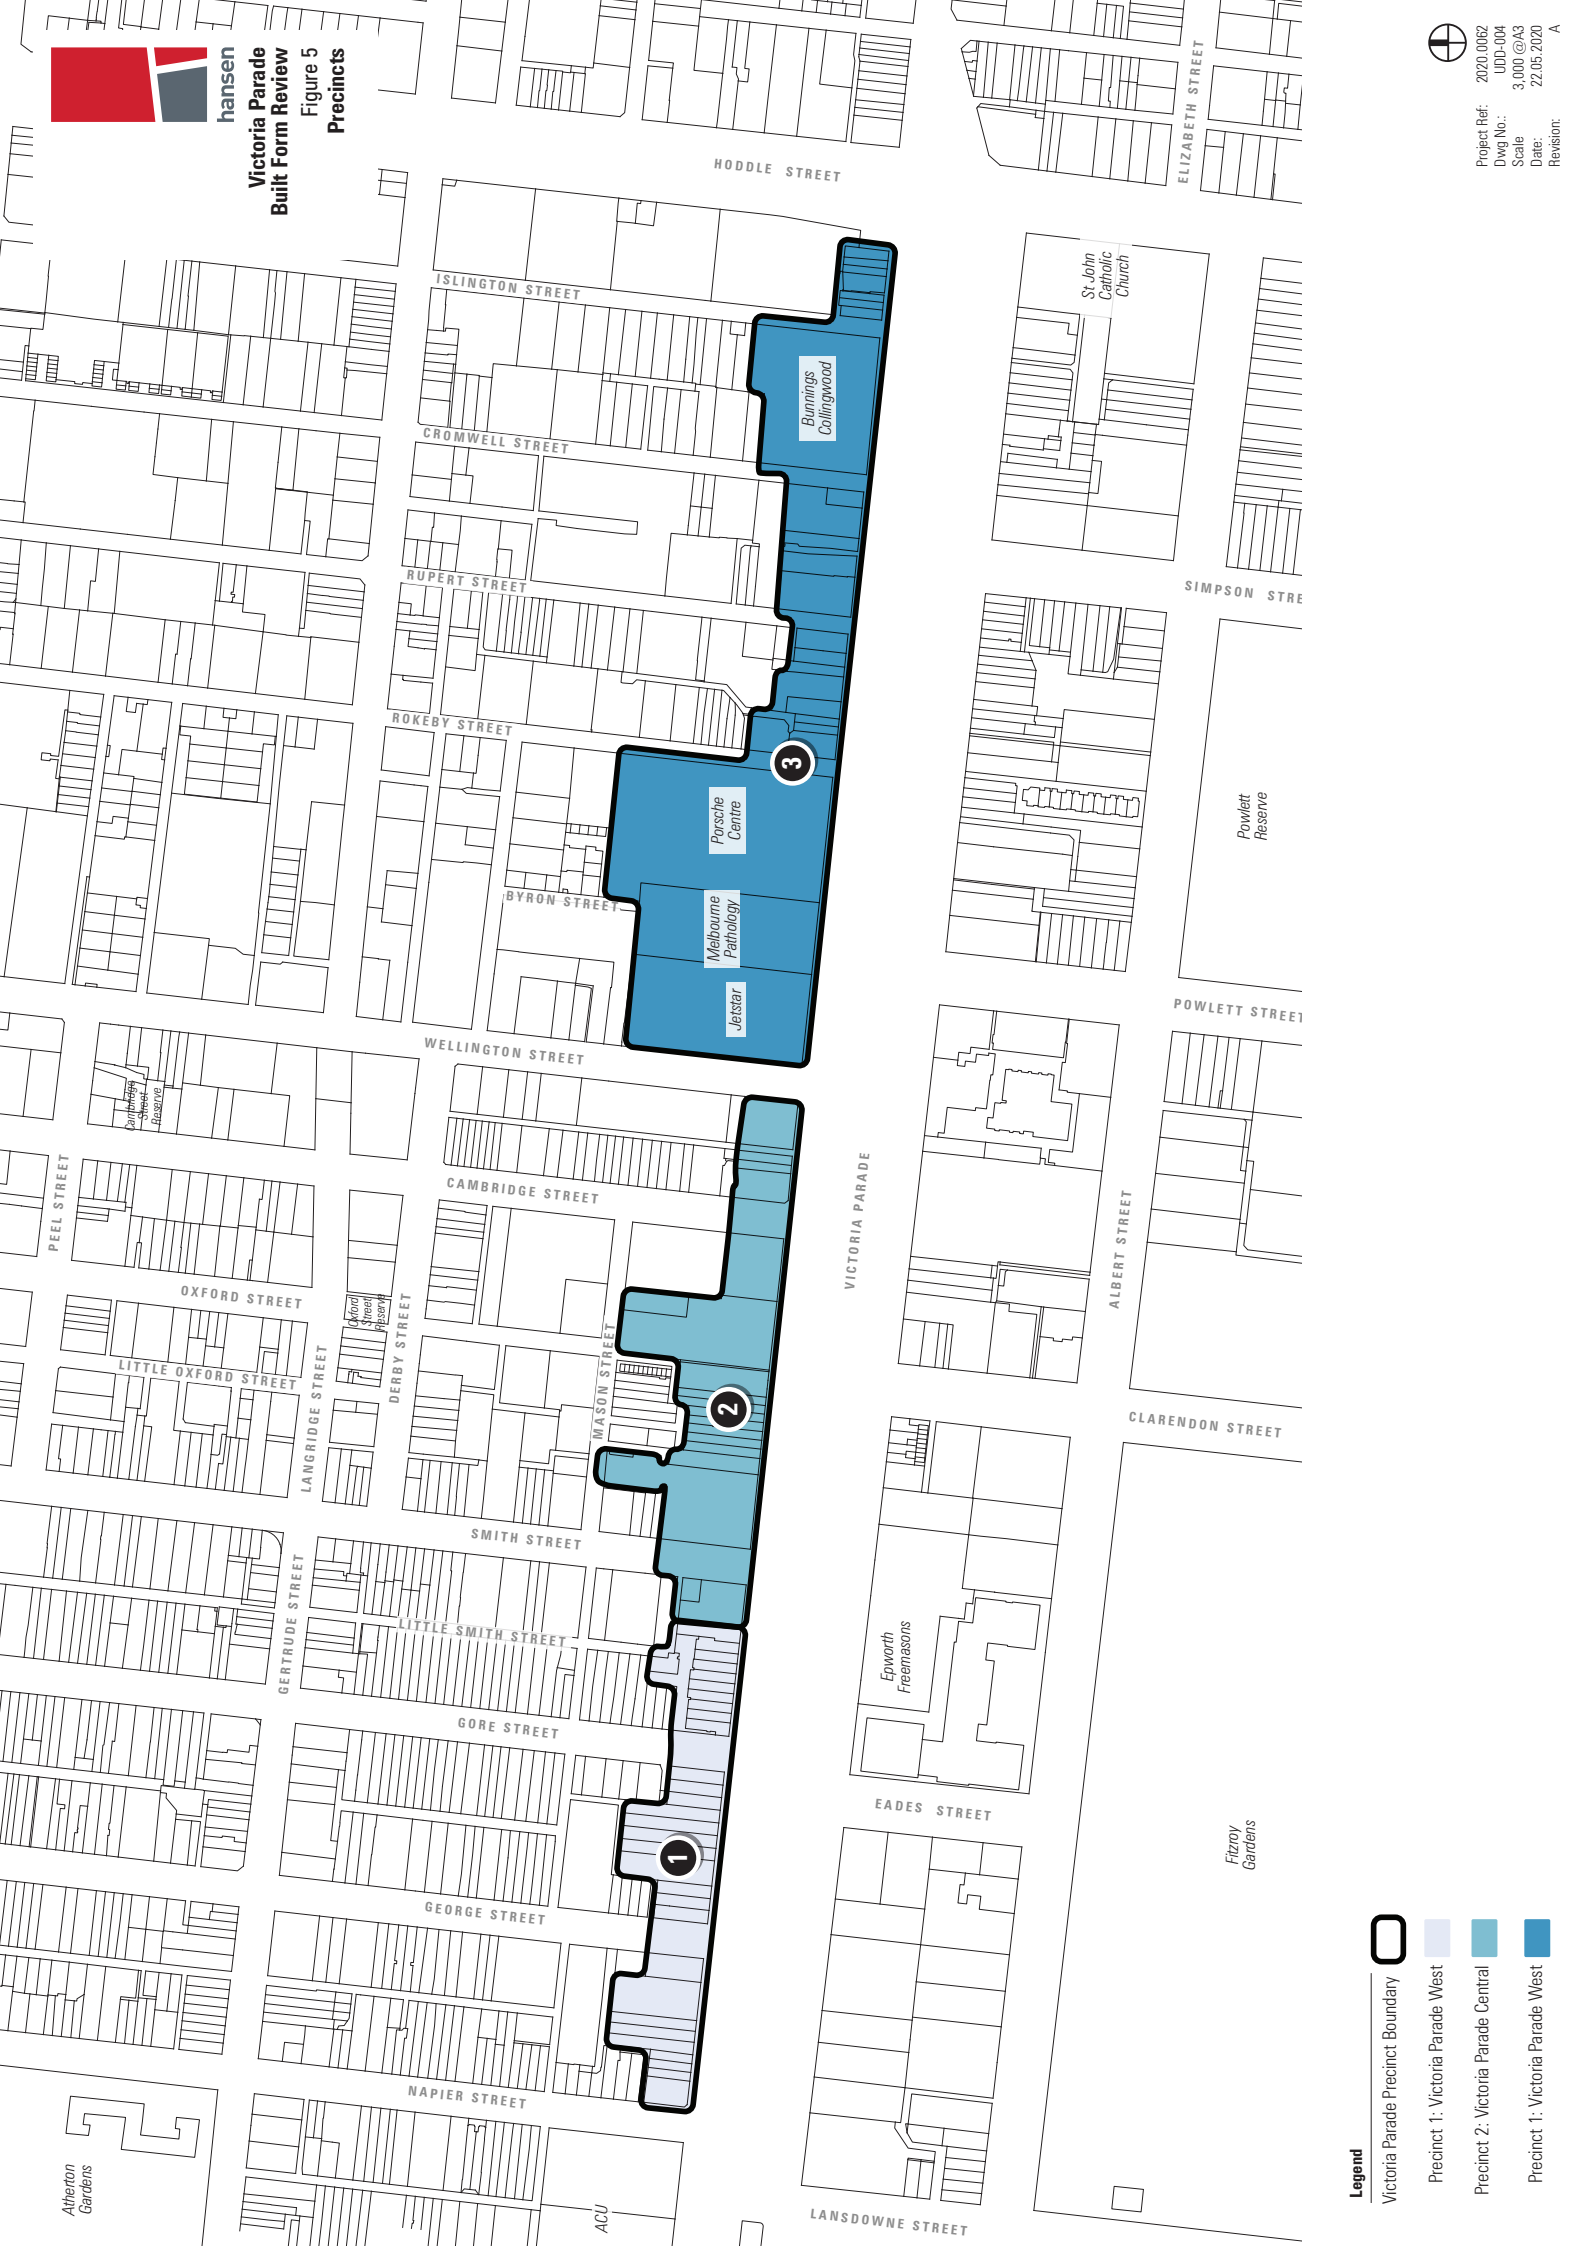 hansen
Victoria Parade
Built Form Review
Figure 5
Precincts
Project Ref: 2020.0062
Dwg No.: UDD-004
Scale 3,000 @A3
Date: 22.05.2020
Revision: A
HODDLE STREET
ELIZABETH STREET
ISLINGTON STREET
St John
Catholic
Church
Bunnings
Collingwood
CROMWELL STREET
RUPERT STREET
SIMPSON STRE
ROKEBY STREET
3
Porsche
Centre
Powlett
Reserve
BYRON STREET
Melbourne
Pathology
Jetstar
POWLETT STREET
WELLINGTON STREET
Cambridge
Street
Reserve
PEEL STREET
CAMBRIDGE STREET
VICTORIA PARADE
ALBERT STREET
OXFORD STREET
Oxford
Street
Reserve
DERBY STREET
LITTLE OXFORD STREET
LANGRIDGE STREET
MASON STREET
2
CLARENDON STREET
SMITH STREET
GERTRUDE STREET
LITTLE SMITH STREET
Epworth
Freemasons
GORE STREET
EADES STREET
1
Fitzroy
Gardens
GEORGE STREET
NAPIER STREET
Atherton
Gardens
ACU
LANSDOWNE STREET
Legend
Victoria Parade Precinct Boundary
Precinct 1: Victoria Parade West
Precinct 2: Victoria Parade Central
Precinct 1: Victoria Parade West